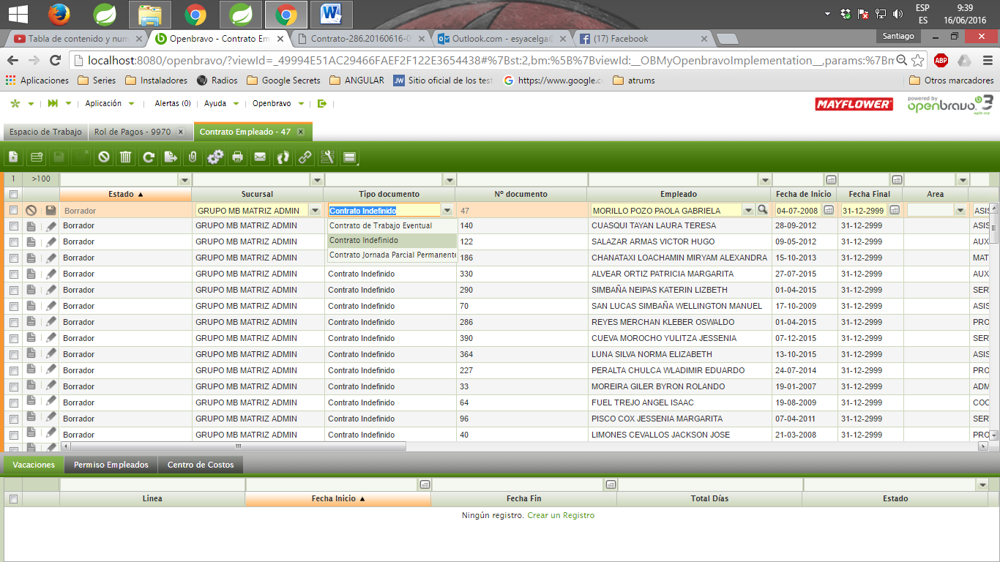 ESP 9:39
ES 16/06/2016
Tabla de contenido y num
Openbravo - Contrato Em
Contrato-286.20160616-0
Outlook.com - esyacelga@
(17) Facebook
Santiago
localhost:8080/openbravo/?viewId=_49994E51AC29466FAEF2F122E3654438#%7Bst:2,bm:%5B%7BviewId:__OBMyOpenbravoImplementation__,params:%7Bm
ABP
Aplicaciones Series Instaladores Radios Google Secrets ANGULAR JW Sitio oficial de los test https://www.google.c atrums Otros marcadores
Aplicación Alertas (0) Ayuda Openbravo
MAYFLOWER
powered by
openbravo 3
agile erp
Espacio de Trabajo Rol de Pagos - 9970 x Contrato Empleado - 47 x
1 >100
Estado ▲ Sucursal Tipo documento Nº documento Empleado Fecha de Inicio Fecha Final Area
Borrador GRUPO MB MATRIZ ADMIN Contrato Indefinido 47 MORILLO POZO PAOLA GABRIELA 04-07-2008 31-12-2999 ASIS
Borrador GRUPO MB MATRIZ ADMIN Contrato de Trabajo Eventual 140 CUASQUI TAYAN LAURA TERESA 28-09-2012 31-12-2999 ASIS
Borrador GRUPO MB MATRIZ ADMIN Contrato Indefinido 122 SALAZAR ARMAS VICTOR HUGO 09-05-2012 31-12-2999 AUX
Borrador GRUPO MB MATRIZ ADMIN Contrato Jornada Parcial Permanente 186 CHANATAXI LOACHAMIN MIRYAM ALEXANDRA 15-10-2013 31-12-2999 MAT
Borrador GRUPO MB MATRIZ ADMIN Contrato Indefinido 330 ALVEAR ORTIZ PATRICIA MARGARITA 27-07-2015 31-12-2999 AUX
Borrador GRUPO MB MATRIZ ADMIN Contrato Indefinido 290 SIMBAÑA NEIPAS KATERIN LIZBETH 01-04-2015 31-12-2999 SER
Borrador GRUPO MB MATRIZ ADMIN Contrato Indefinido 70 SAN LUCAS SIMBAÑA WELLINGTON MANUEL 17-10-2009 31-12-2999 ASIS
Borrador GRUPO MB MATRIZ ADMIN Contrato Indefinido 286 REYES MERCHAN KLEBER OSWALDO 01-04-2015 31-12-2999 PRO
Borrador GRUPO MB MATRIZ ADMIN Contrato Indefinido 390 CUEVA MOROCHO YULITZA JESSENIA 07-12-2015 31-12-2999 SER
Borrador GRUPO MB MATRIZ ADMIN Contrato Indefinido 364 LUNA SILVA NORMA ELIZABETH 13-10-2015 31-12-2999 ASIS
Borrador GRUPO MB MATRIZ ADMIN Contrato Indefinido 227 PERALTA CHULCA WLADIMIR EDUARDO 24-07-2014 31-12-2999 PRO
Borrador GRUPO MB MATRIZ ADMIN Contrato Indefinido 33 MOREIRA GILER BYRON ROLANDO 19-01-2007 31-12-2999 ADM
Borrador GRUPO MB MATRIZ ADMIN Contrato Indefinido 64 FUEL TREJO ANGEL ISAAC 19-08-2009 31-12-2999 COO
Borrador GRUPO MB MATRIZ ADMIN Contrato Indefinido 96 PISCO COX JESSENIA MARGARITA 07-04-2011 31-12-2999 SER
Borrador GRUPO MB MATRIZ ADMIN Contrato Indefinido 40 LIMONES CEVALLOS JACKSON JOSE 21-03-2008 31-12-2999 PRO
Vacaciones Permiso Empleados Centro de Costos
Linea Fecha Inicio ▲ Fecha Fin Total Días Estado
Ningún registro. Crear un Registro